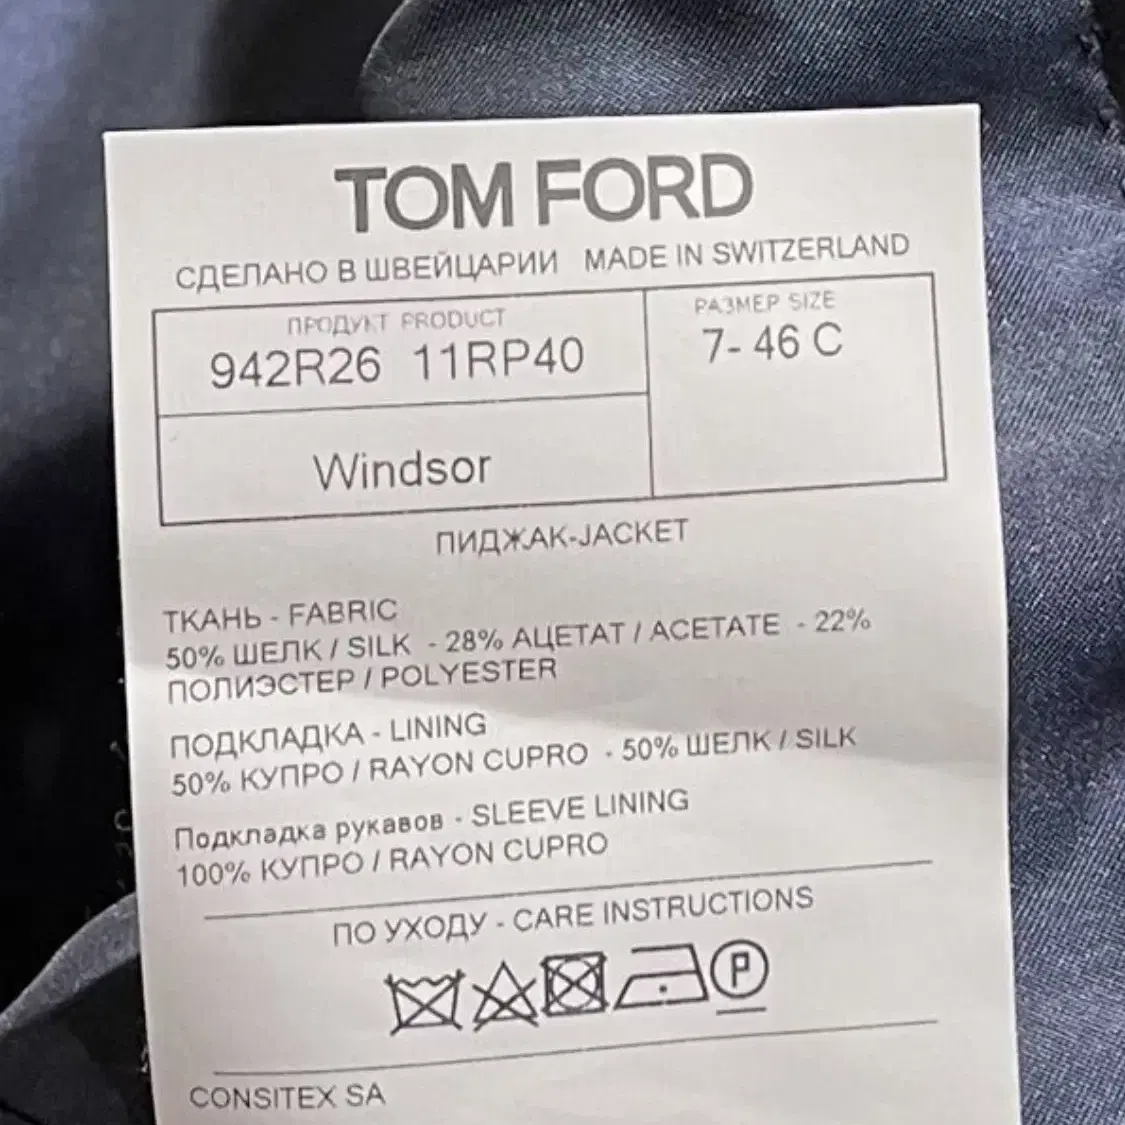 TOM FORD
СДЕЛАНО В ШВЕЙЦАРИИ MADE IN SWITZERLAND
ПРОДУКТ PRODUCT
942R26 11RP40
РАЗМЕР SIZE
7- 46 C
Windsor
ПИДЖАК-JACKET
ТКАНЬ - FABRIC
50% ШЕЛК / SILK - 28% АЦЕТАТ / ACETATE - 22%
ПОЛИЭСТЕР / POLYESTER
ПОДКЛАДКА - LINING
50% КУПРО / RAYON CUPRO - 50% ШЕЛК / SILK
Подкладка рукавов - SLEEVE LINING
100% КУПРО / RAYON CUPRO
ПО УХОДУ - CARE INSTRUCTIONS
P
CONSITEX SA